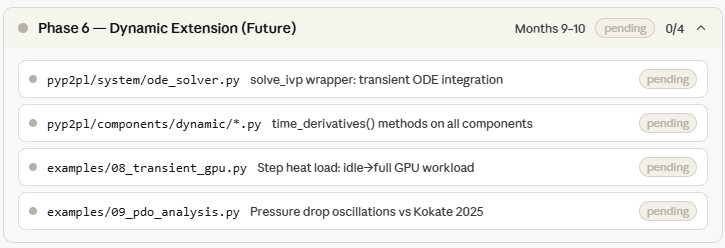 Phase 6 — Dynamic Extension (Future) Months 9–10 pending 0/4
pyp2pl/system/ode_solver.py solve_ivp wrapper: transient ODE integration pending
pyp2pl/components/dynamic/*.py time_derivatives() methods on all components pending
examples/08_transient_gpu.py Step heat load: idle→full GPU workload pending
examples/09_pdo_analysis.py Pressure drop oscillations vs Kokate 2025 pending